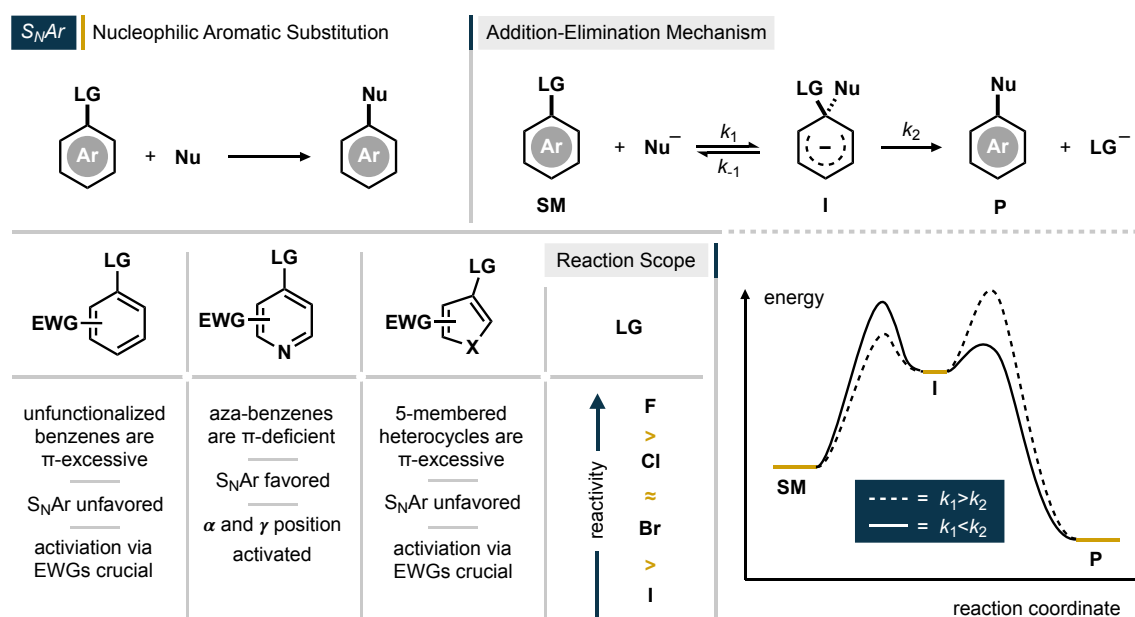 SNAr Nucleophilic Aromatic Substitution
LG
Ar
+ Nu
Nu
Ar
Addition-Elimination Mechanism
LG
Ar
SM
+ Nu−
k1
k-1
LG Nu
−
I
k2
Nu
Ar
P
+ LG−
LG
EWG
LG
EWG
N
LG
EWG
X
Reaction Scope
LG
unfunctionalized
benzenes are
π-excessive
SNAr unfavored
activiation via
EWGs crucial
aza-benzenes
are π-deficient
SNAr favored
α and γ position
activated
5-membered
heterocycles are
π-excessive
SNAr unfavored
activiation via
EWGs crucial
reactivity
F
>
Cl
≈
Br
>
I
energy
SM
I
P
= k1>k2
= k1<k2
reaction coordinate